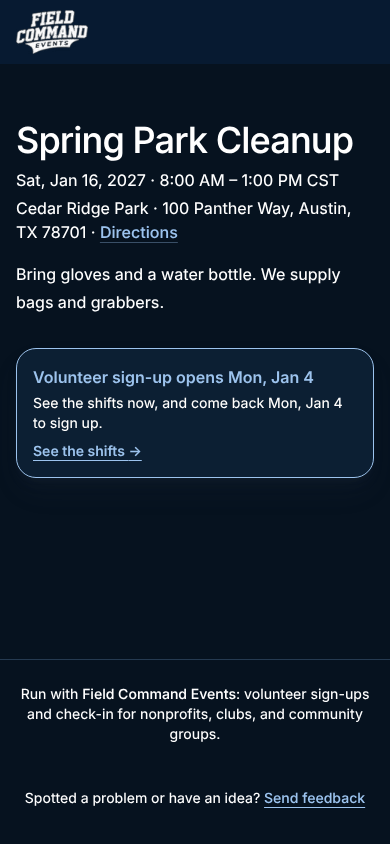 FIELD
COMMAND
EVENTS
Spring Park Cleanup
Sat, Jan 16, 2027 · 8:00 AM – 1:00 PM CST
Cedar Ridge Park · 100 Panther Way, Austin,
TX 78701 · Directions
Bring gloves and a water bottle. We supply
bags and grabbers.
Volunteer sign-up opens Mon, Jan 4
See the shifts now, and come back Mon, Jan 4
to sign up.
See the shifts →
Run with Field Command Events: volunteer sign-ups
and check-in for nonprofits, clubs, and community
groups.
Spotted a problem or have an idea? Send feedback